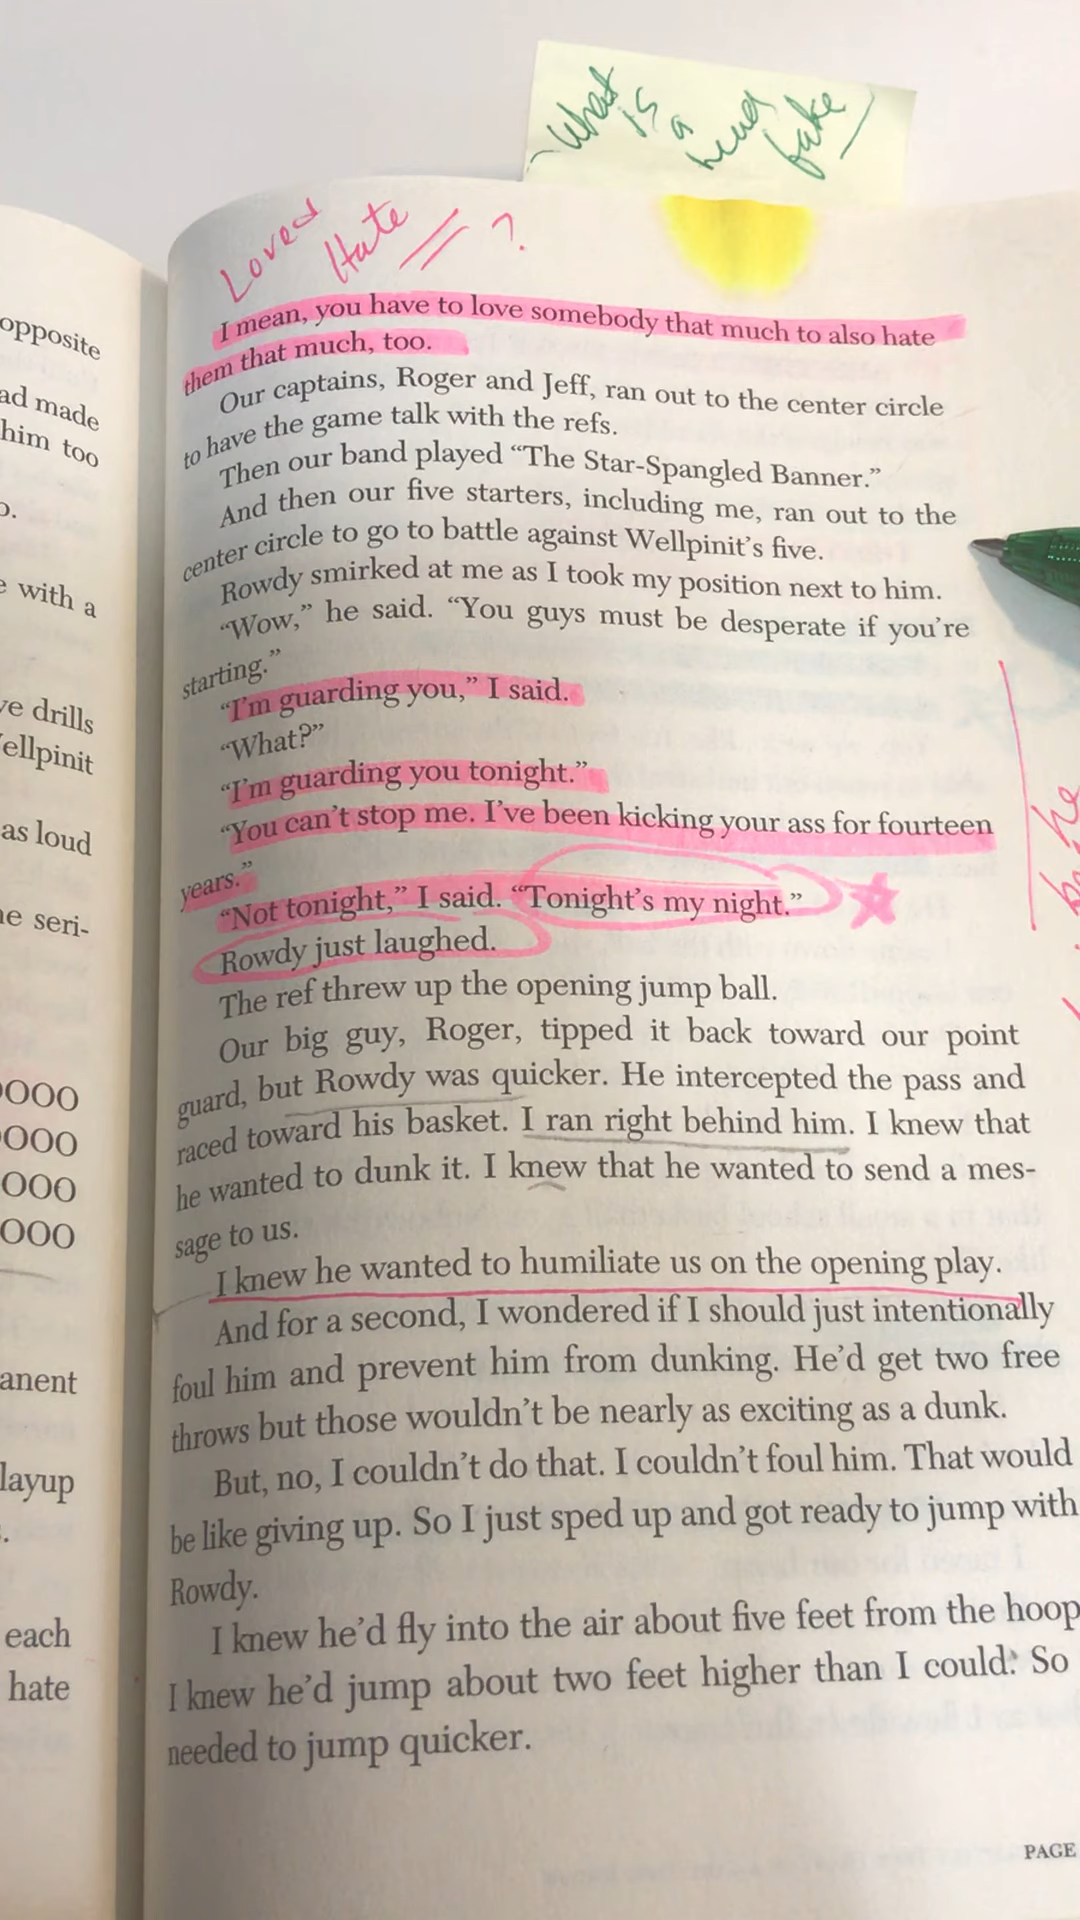 What is a head fake
Loved Hate = ?
I mean, you have to love somebody that much to also hate
them that much, too.
Our captains, Roger and Jeff, ran out to the center circle
to have the game talk with the refs.
Then our band played “The Star-Spangled Banner.”
And then our five starters, including me, ran out to the
center circle to go to battle against Wellpinit’s five.
Rowdy smirked at me as I took my position next to him.
“Wow,” he said. “You guys must be desperate if you’re
starting.”
“I’m guarding you,” I said.
“What?”
“I’m guarding you tonight.”
“You can’t stop me. I’ve been kicking your ass for fourteen
years.”
“Not tonight,” I said. “Tonight’s my night.”
Rowdy just laughed.
The ref threw up the opening jump ball.
Our big guy, Roger, tipped it back toward our point
guard, but Rowdy was quicker. He intercepted the pass and
raced toward his basket. I ran right behind him. I knew that
he wanted to dunk it. I knew that he wanted to send a mes-
sage to us.
I knew he wanted to humiliate us on the opening play.
And for a second, I wondered if I should just intentionally
foul him and prevent him from dunking. He’d get two free
throws but those wouldn’t be nearly as exciting as a dunk.
But, no, I couldn’t do that. I couldn’t foul him. That would
be like giving up. So I just sped up and got ready to jump with
Rowdy.
I knew he’d fly into the air about five feet from the hoop
I knew he’d jump about two feet higher than I could. So
needed to jump quicker.
PAGE
opposite
ad made
him too
o.
e with a
ve drills
ellpinit
as loud
he seri-
OOO
OOO
OOO
OOO
anent
layup
each
hate